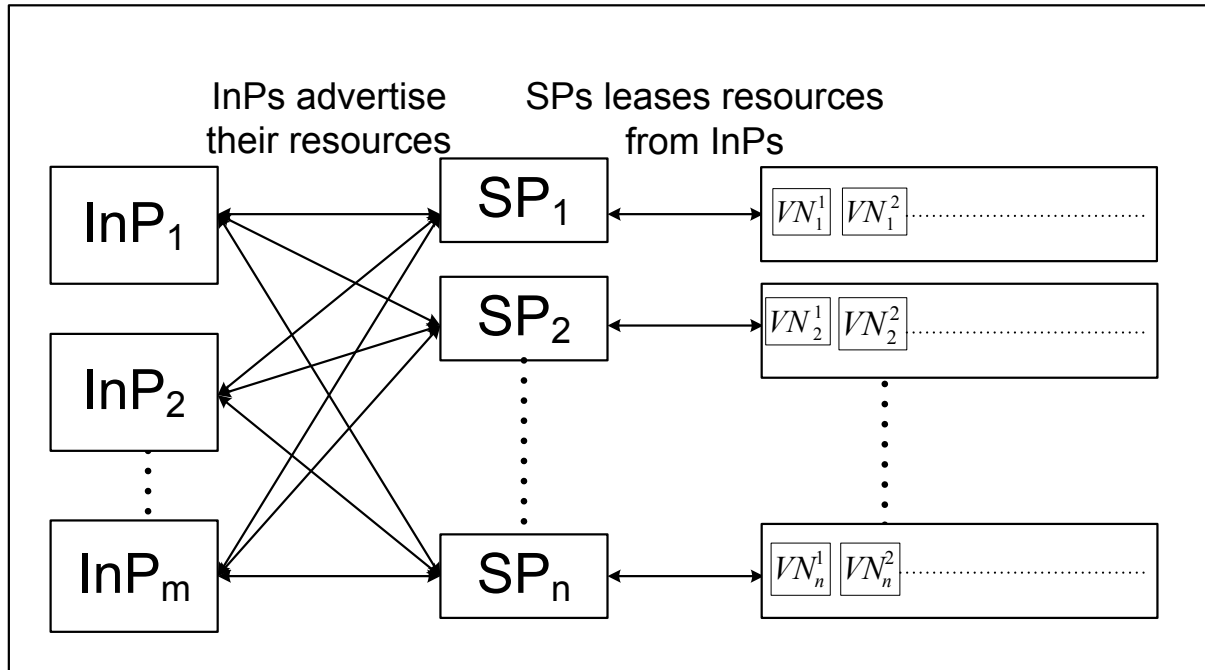 InPs advertise
their resources
SPs leases resources
from InPs
InP₁
SP₁
VN₁¹ VN₁² ........................................
InP₂
SP₂
VN₂¹ VN₂² ........................................
InPₘ
SPₙ
VNₙ¹ VNₙ² ........................................